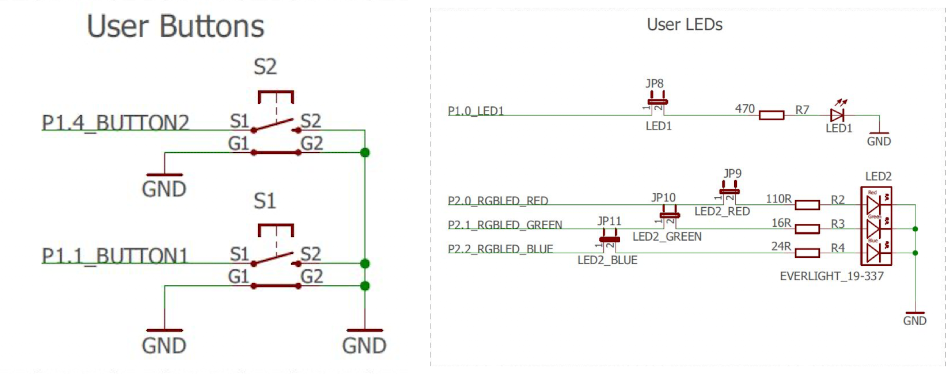 User Buttons
S2
P1.4_BUTTON2
S1 S2
G1 G2
GND
S1
P1.1_BUTTON1
S1 S2
G1 G2
GND GND
User LEDs
JP8
P1.0_LED1
1 2
470
R7
LED1
LED1
GND
JP9
LED2
P2.0_RGBLED_RED
JP10
1 2
110R
R2
Red
LED2_RED
P2.1_RGBLED_GREEN
JP11
1 2
16R
R3
Green
LED2_GREEN
P2.2_RGBLED_BLUE
1 2
24R
R4
Blue
LED2_BLUE
EVERLIGHT_19-337
GND